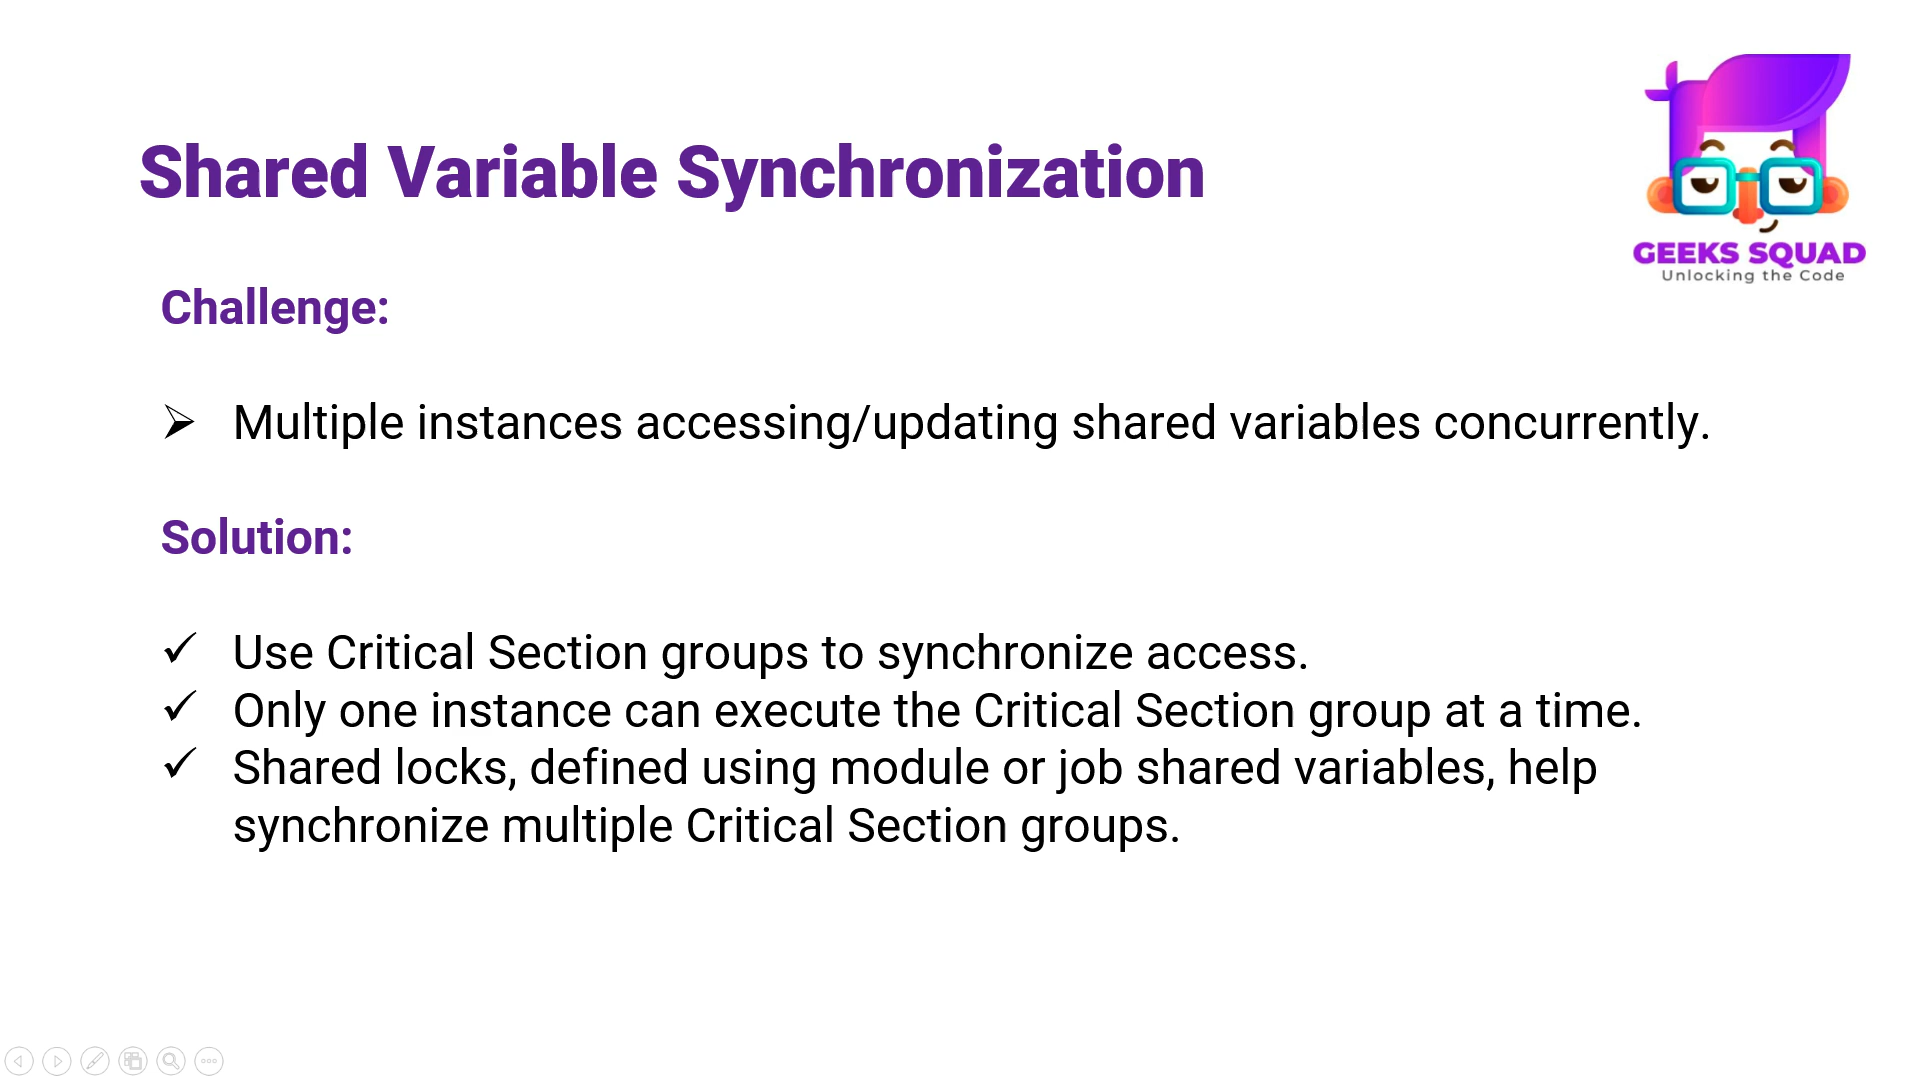 Shared Variable Synchronization
GEEKS SQUAD
Unlocking the Code
Challenge:
Multiple instances accessing/updating shared variables concurrently.
Solution:
Use Critical Section groups to synchronize access.
Only one instance can execute the Critical Section group at a time.
Shared locks, defined using module or job shared variables, help
synchronize multiple Critical Section groups.